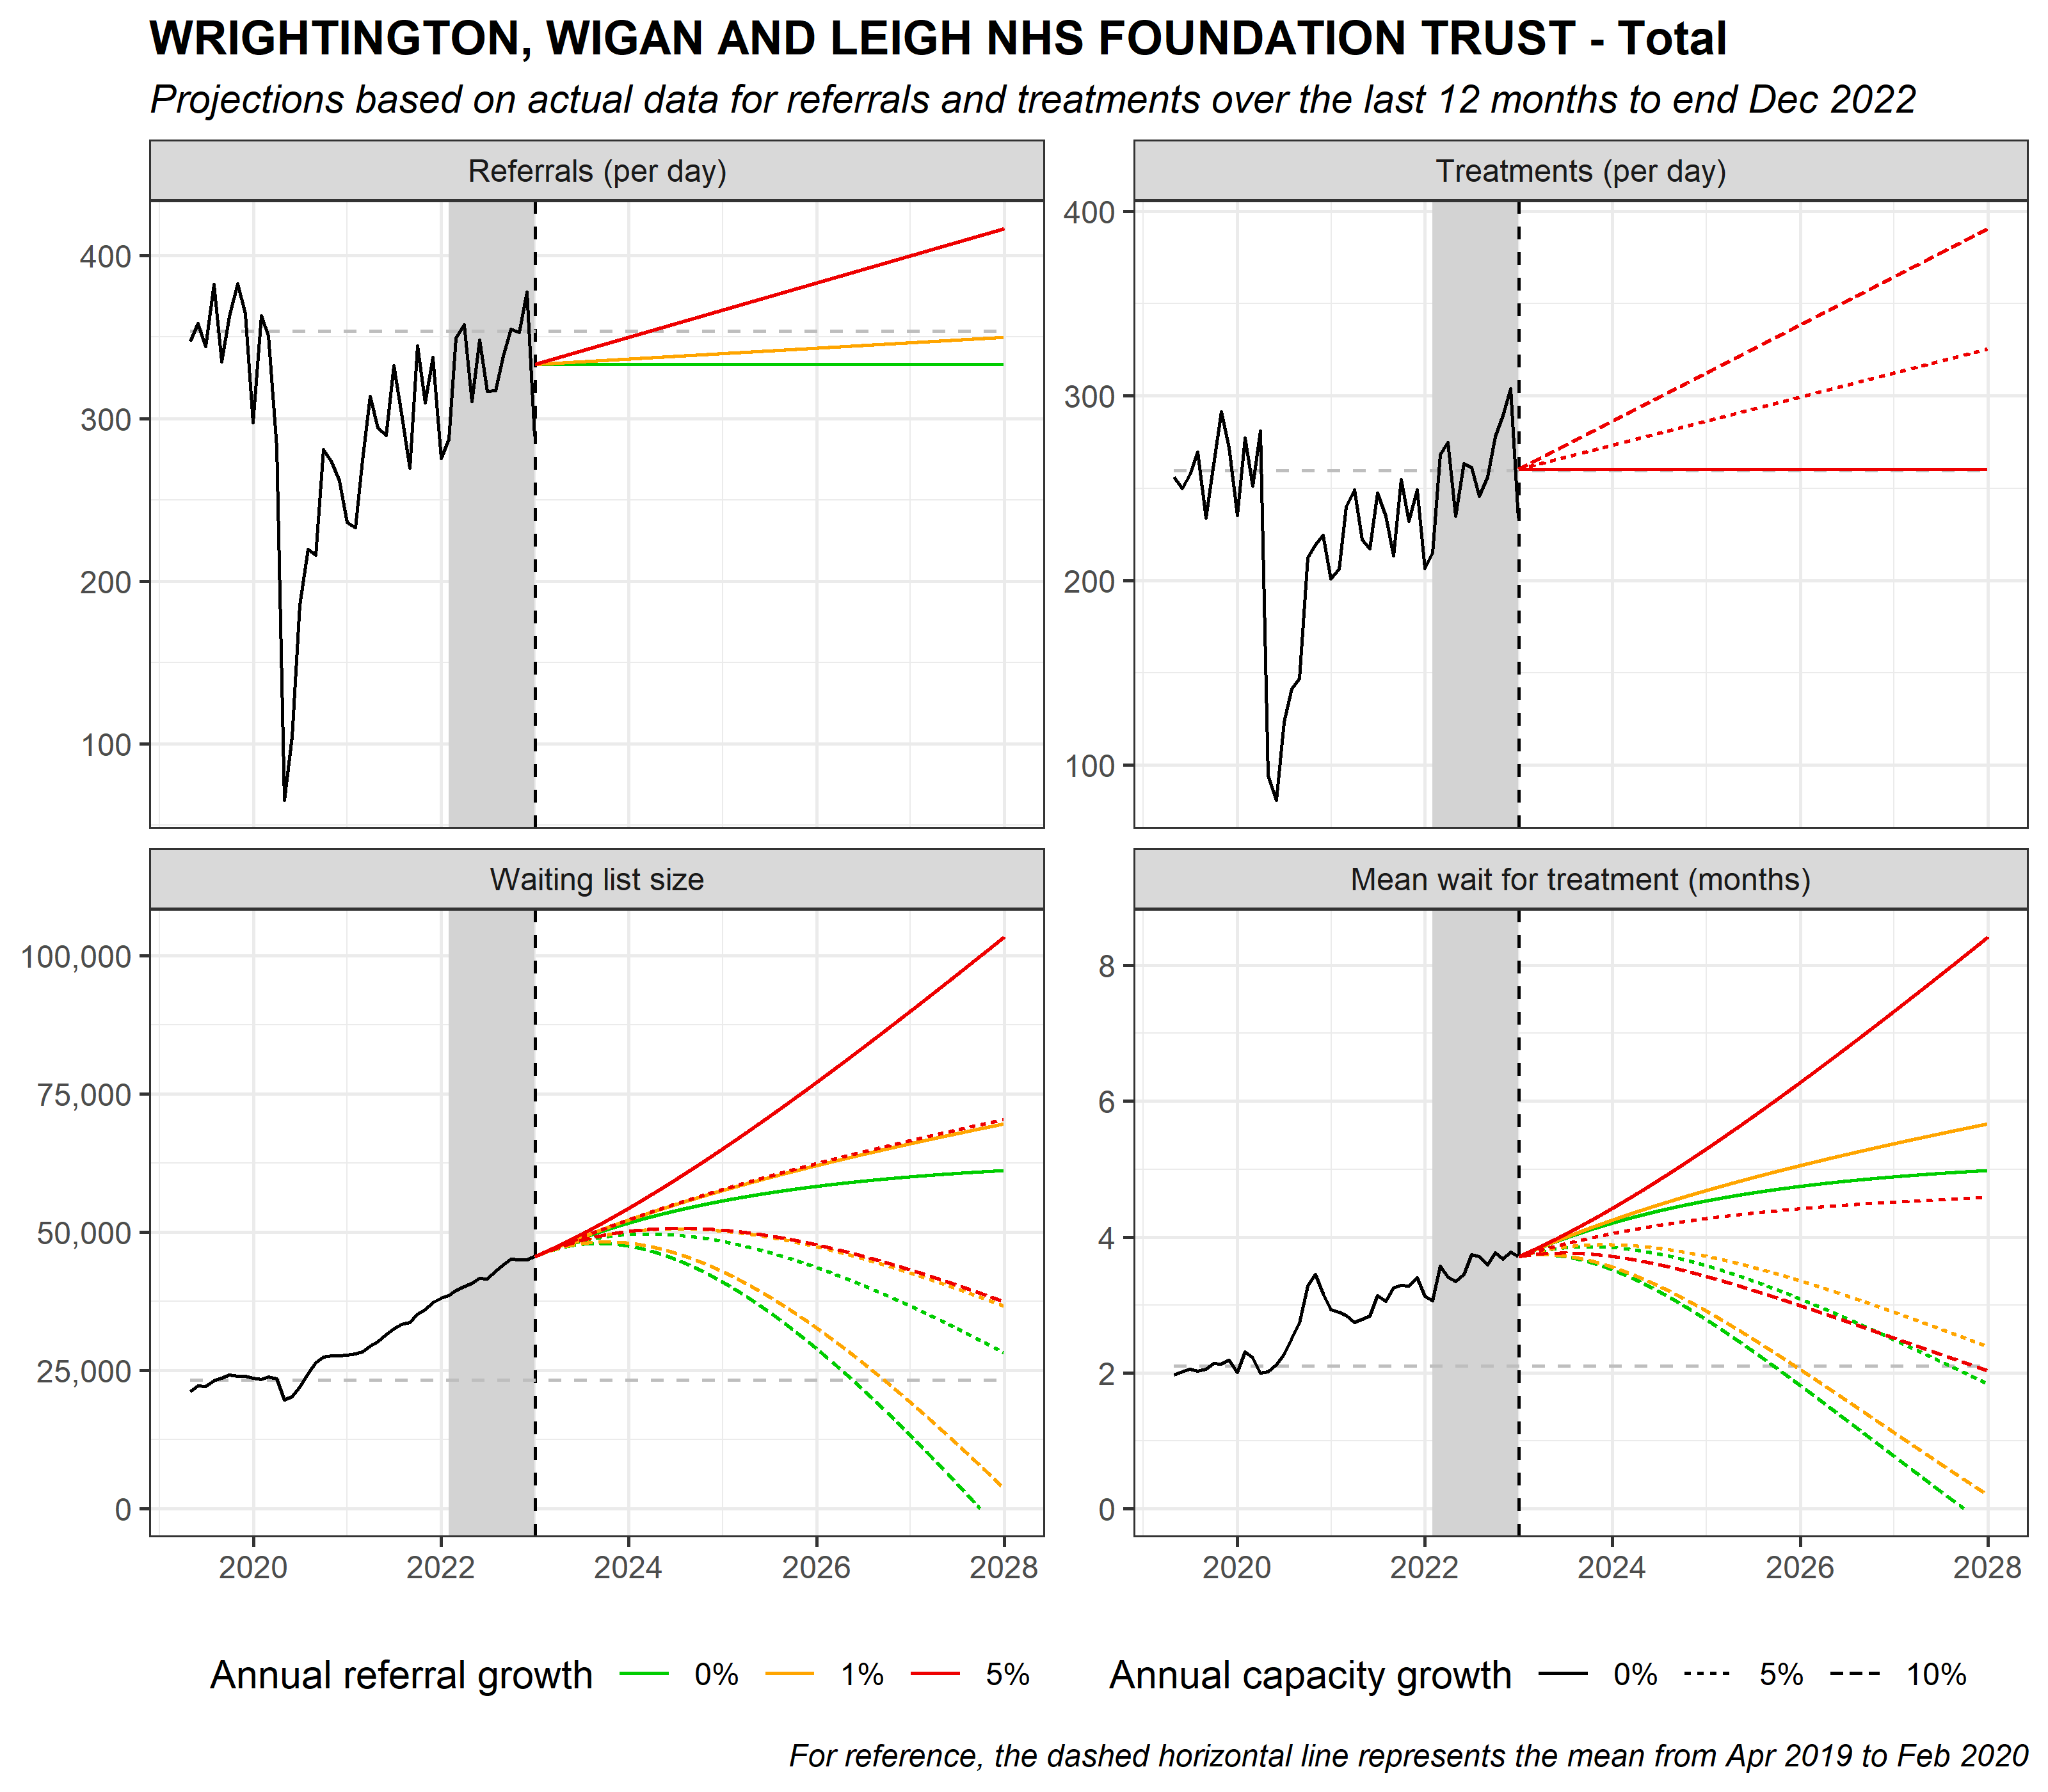 WRIGHTINGTON, WIGAN AND LEIGH NHS FOUNDATION TRUST - Total
Projections based on actual data for referrals and treatments over the last 12 months to end Dec 2022
Referrals (per day)
400
300
200
100
Treatments (per day)
400
300
200
100
Waiting list size
100,000
75,000
50,000
25,000
0
2020 2022 2024 2026 2028
Mean wait for treatment (months)
8
6
4
2
0
2020 2022 2024 2026 2028
Annual referral growth 0% 1% 5%
Annual capacity growth 0% 5% 10%
For reference, the dashed horizontal line represents the mean from Apr 2019 to Feb 2020